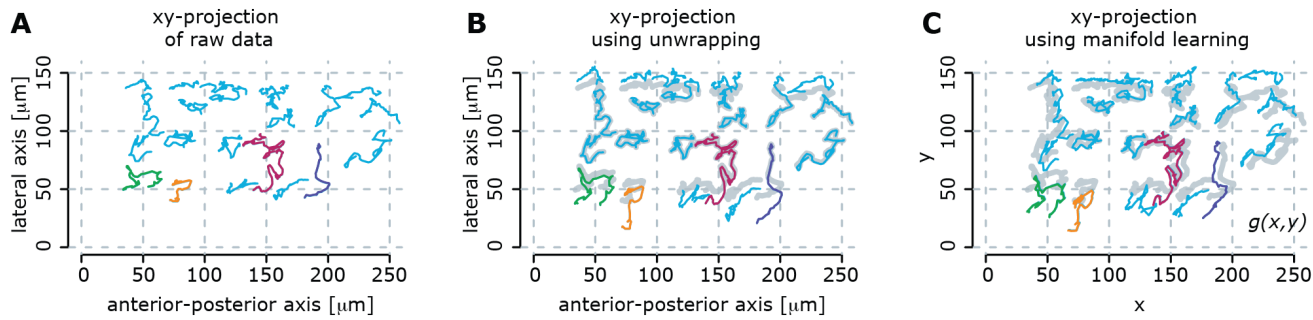 A
xy-projection
of raw data
lateral axis [μm]
0 50 100 150
0 50 100 150 200 250
anterior-posterior axis [μm]
B
xy-projection
using unwrapping
lateral axis [μm]
0 50 100 150
0 50 100 150 200 250
anterior-posterior axis [μm]
C
xy-projection
using manifold learning
y
0 50 100 150
g(x,y)
0 50 100 150 200 250
x